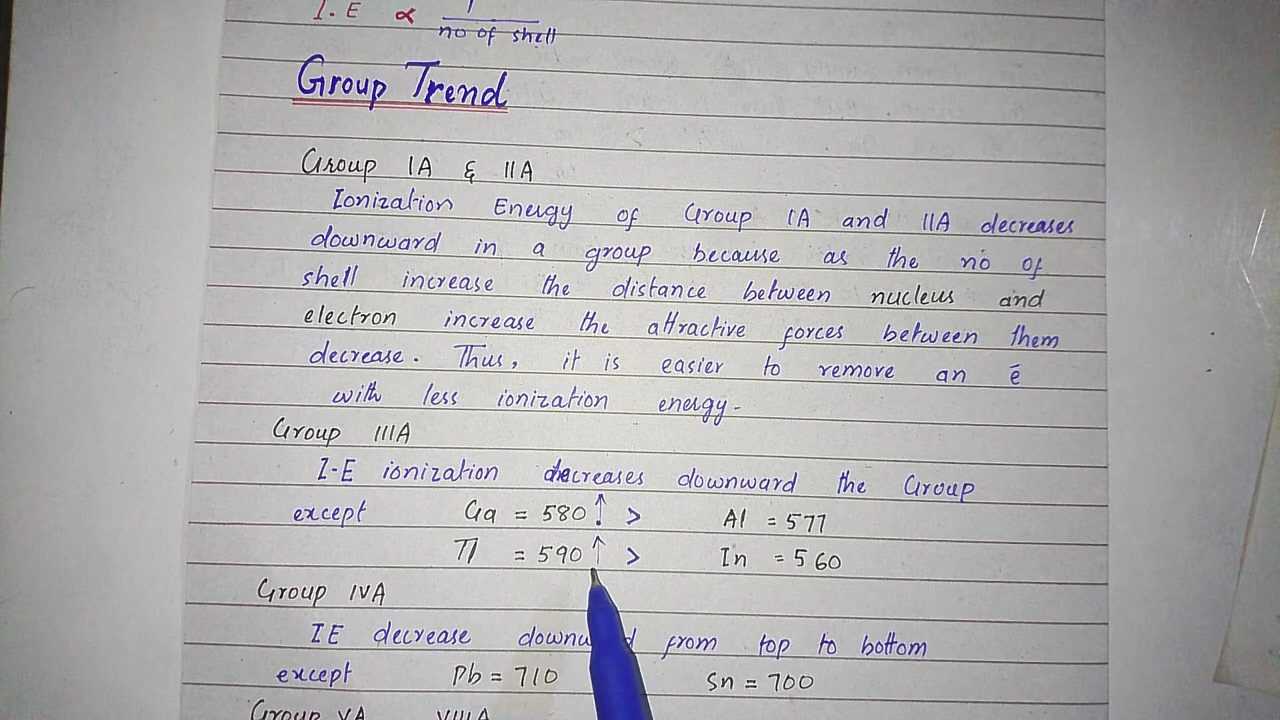 I.E ∝ 1
no of shell
Group Trend
Group IA & IIA
Ionization Energy of Group IA and IIA decreases
downward in a group because as the no of
shell increase the distance between nucleus and
electron increase the attractive forces between them
decrease. Thus, it is easier to remove an ē
with less ionization energy.
Group IIIA
I-E ionization decreases downward the Group
except Ga = 580 ↑ > Al = 577
Tl = 590 ↑ > In = 560
Group IVA
IE decrease from top to bottom
except Pb = 710 Sn = 700
Group VA VIIIA